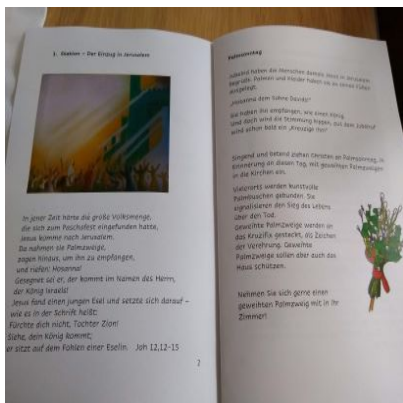 1. Station – Der Einzug in Jerusalem
In jener Zeit hörte die große Volksmenge,
die sich zum Paschafest eingefunden hatte,
Jesus komme nach Jerusalem.
Da nahmen sie Palmzweige,
zogen hinaus, um ihn zu empfangen,
und riefen: Hosanna!
Gesegnet sei er, der kommt im Namen des Herrn,
der König Israels!
Jesus fand einen jungen Esel und setzte sich darauf –
wie es in der Schrift heißt:
Fürchte dich nicht, Tochter Zion!
Siehe, dein König kommt;
er sitzt auf dem Fohlen einer Eselin. Joh 12,12-15
2
Palmsonntag
Jubelnd haben die Menschen damals Jesus in Jerusalem
begrüßt. Palmen und Kleider haben sie zu seinen Füßen
ausgelegt.
„Hosanna dem Sohne Davids!"
Sie haben ihn empfangen, wie einen König.
Und doch wird die Stimmung kippen, aus dem Jubelruf
wird schon bald ein „Kreuzige ihn!"
Singend und betend ziehen Christen am Palmsonntag, in
Erinnerung an diesen Tag, mit geweihten Palmzweigen
in die Kirchen ein.
Vielerorts werden kunstvolle
Palmbuschen gebunden. Sie
signalisieren den Sieg des Lebens
über den Tod.
Geweihte Palmzweige werden an
das Kruzifix gesteckt, als Zeichen
der Verehrung. Geweihte
Palmzweige sollen aber auch das
Haus schützen.
Nehmen Sie sich gerne einen
geweihten Palmzweig mit in Ihr
Zimmer!